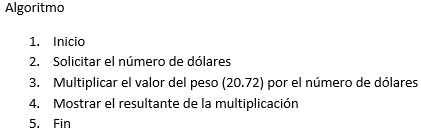 Algoritmo
1. Inicio
2. Solicitar el número de dólares
3. Multiplicar el valor del peso (20.72) por el número de dólares
4. Mostrar el resultante de la multiplicación
5. Fin